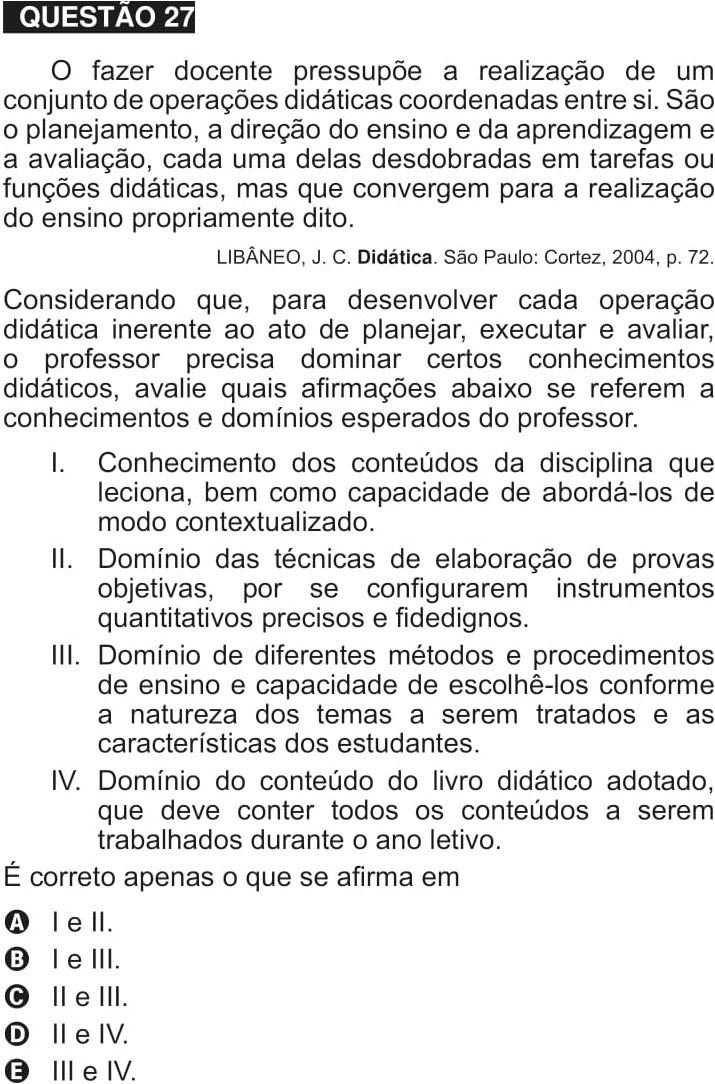 QUESTÃO 27
O fazer docente pressupõe a realização de um
conjunto de operações didáticas coordenadas entre si. São
o planejamento, a direção do ensino e da aprendizagem e
a avaliação, cada uma delas desdobradas em tarefas ou
funções didáticas, mas que convergem para a realização
do ensino propriamente dito.
LIBÂNEO, J. C. Didática. São Paulo: Cortez, 2004, p. 72.
Considerando que, para desenvolver cada operação
didática inerente ao ato de planejar, executar e avaliar,
o professor precisa dominar certos conhecimentos
didáticos, avalie quais afirmações abaixo se referem a
conhecimentos e domínios esperados do professor.
I. Conhecimento dos conteúdos da disciplina que
leciona, bem como capacidade de abordá-los de
modo contextualizado.
II. Domínio das técnicas de elaboração de provas
objetivas, por se configurarem instrumentos
quantitativos precisos e fidedignos.
III. Domínio de diferentes métodos e procedimentos
de ensino e capacidade de escolhê-los conforme
a natureza dos temas a serem tratados e as
características dos estudantes.
IV. Domínio do conteúdo do livro didático adotado,
que deve conter todos os conteúdos a serem
trabalhados durante o ano letivo.
É correto apenas o que se afirma em
A I e II.
B I e III.
C II e III.
D II e IV.
E III e IV.